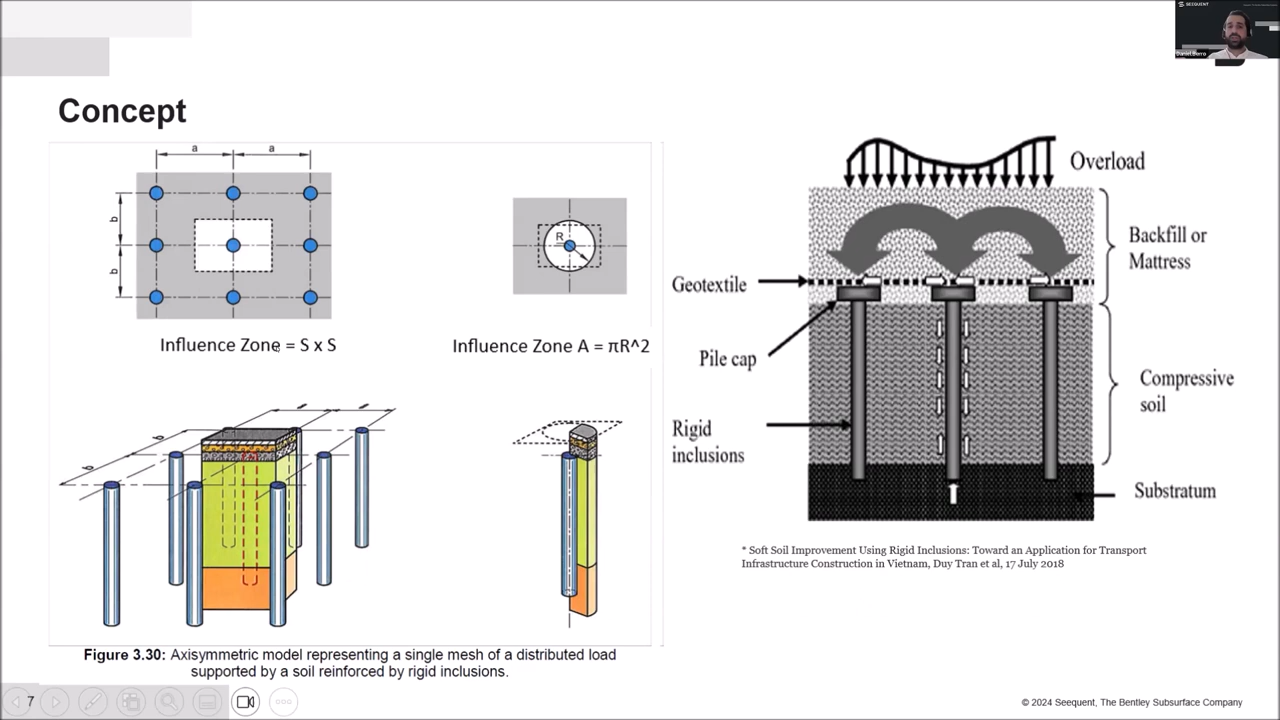 SEEQUENT
Concept
a
a
b
b
Influence Zone = S x S
R
Influence Zone A = πR^2
b
b
Figure 3.30: Axisymmetric model representing a single mesh of a distributed load
supported by a soil reinforced by rigid inclusions.
Overload
Backfill or
Mattress
Geotextile
Pile cap
Compressive
soil
Rigid
inclusions
Substratum
* Soft Soil Improvement Using Rigid Inclusions: Toward an Application for Transport
Infrastructure Construction in Vietnam, Duy Tran et al, 17 July 2018
7
© 2024 Seequent, The Bentley Subsurface Company